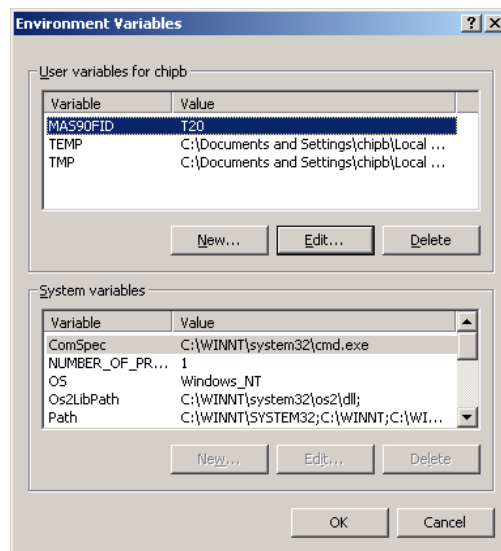 Environment Variables
User variables for chipb
Variable Value
MAS90FID T20
TEMP C:\Documents and Settings\chipb\Local ...
TMP C:\Documents and Settings\chipb\Local ...
New... Edit... Delete
System variables
Variable Value
ComSpec C:\WINNT\system32\cmd.exe
NUMBER_OF_PR... 1
OS Windows_NT
Os2LibPath C:\WINNT\system32\os2\dll;
Path C:\WINNT\SYSTEM32;C:\WINNT;C:\WI...
New... Edit... Delete
OK Cancel